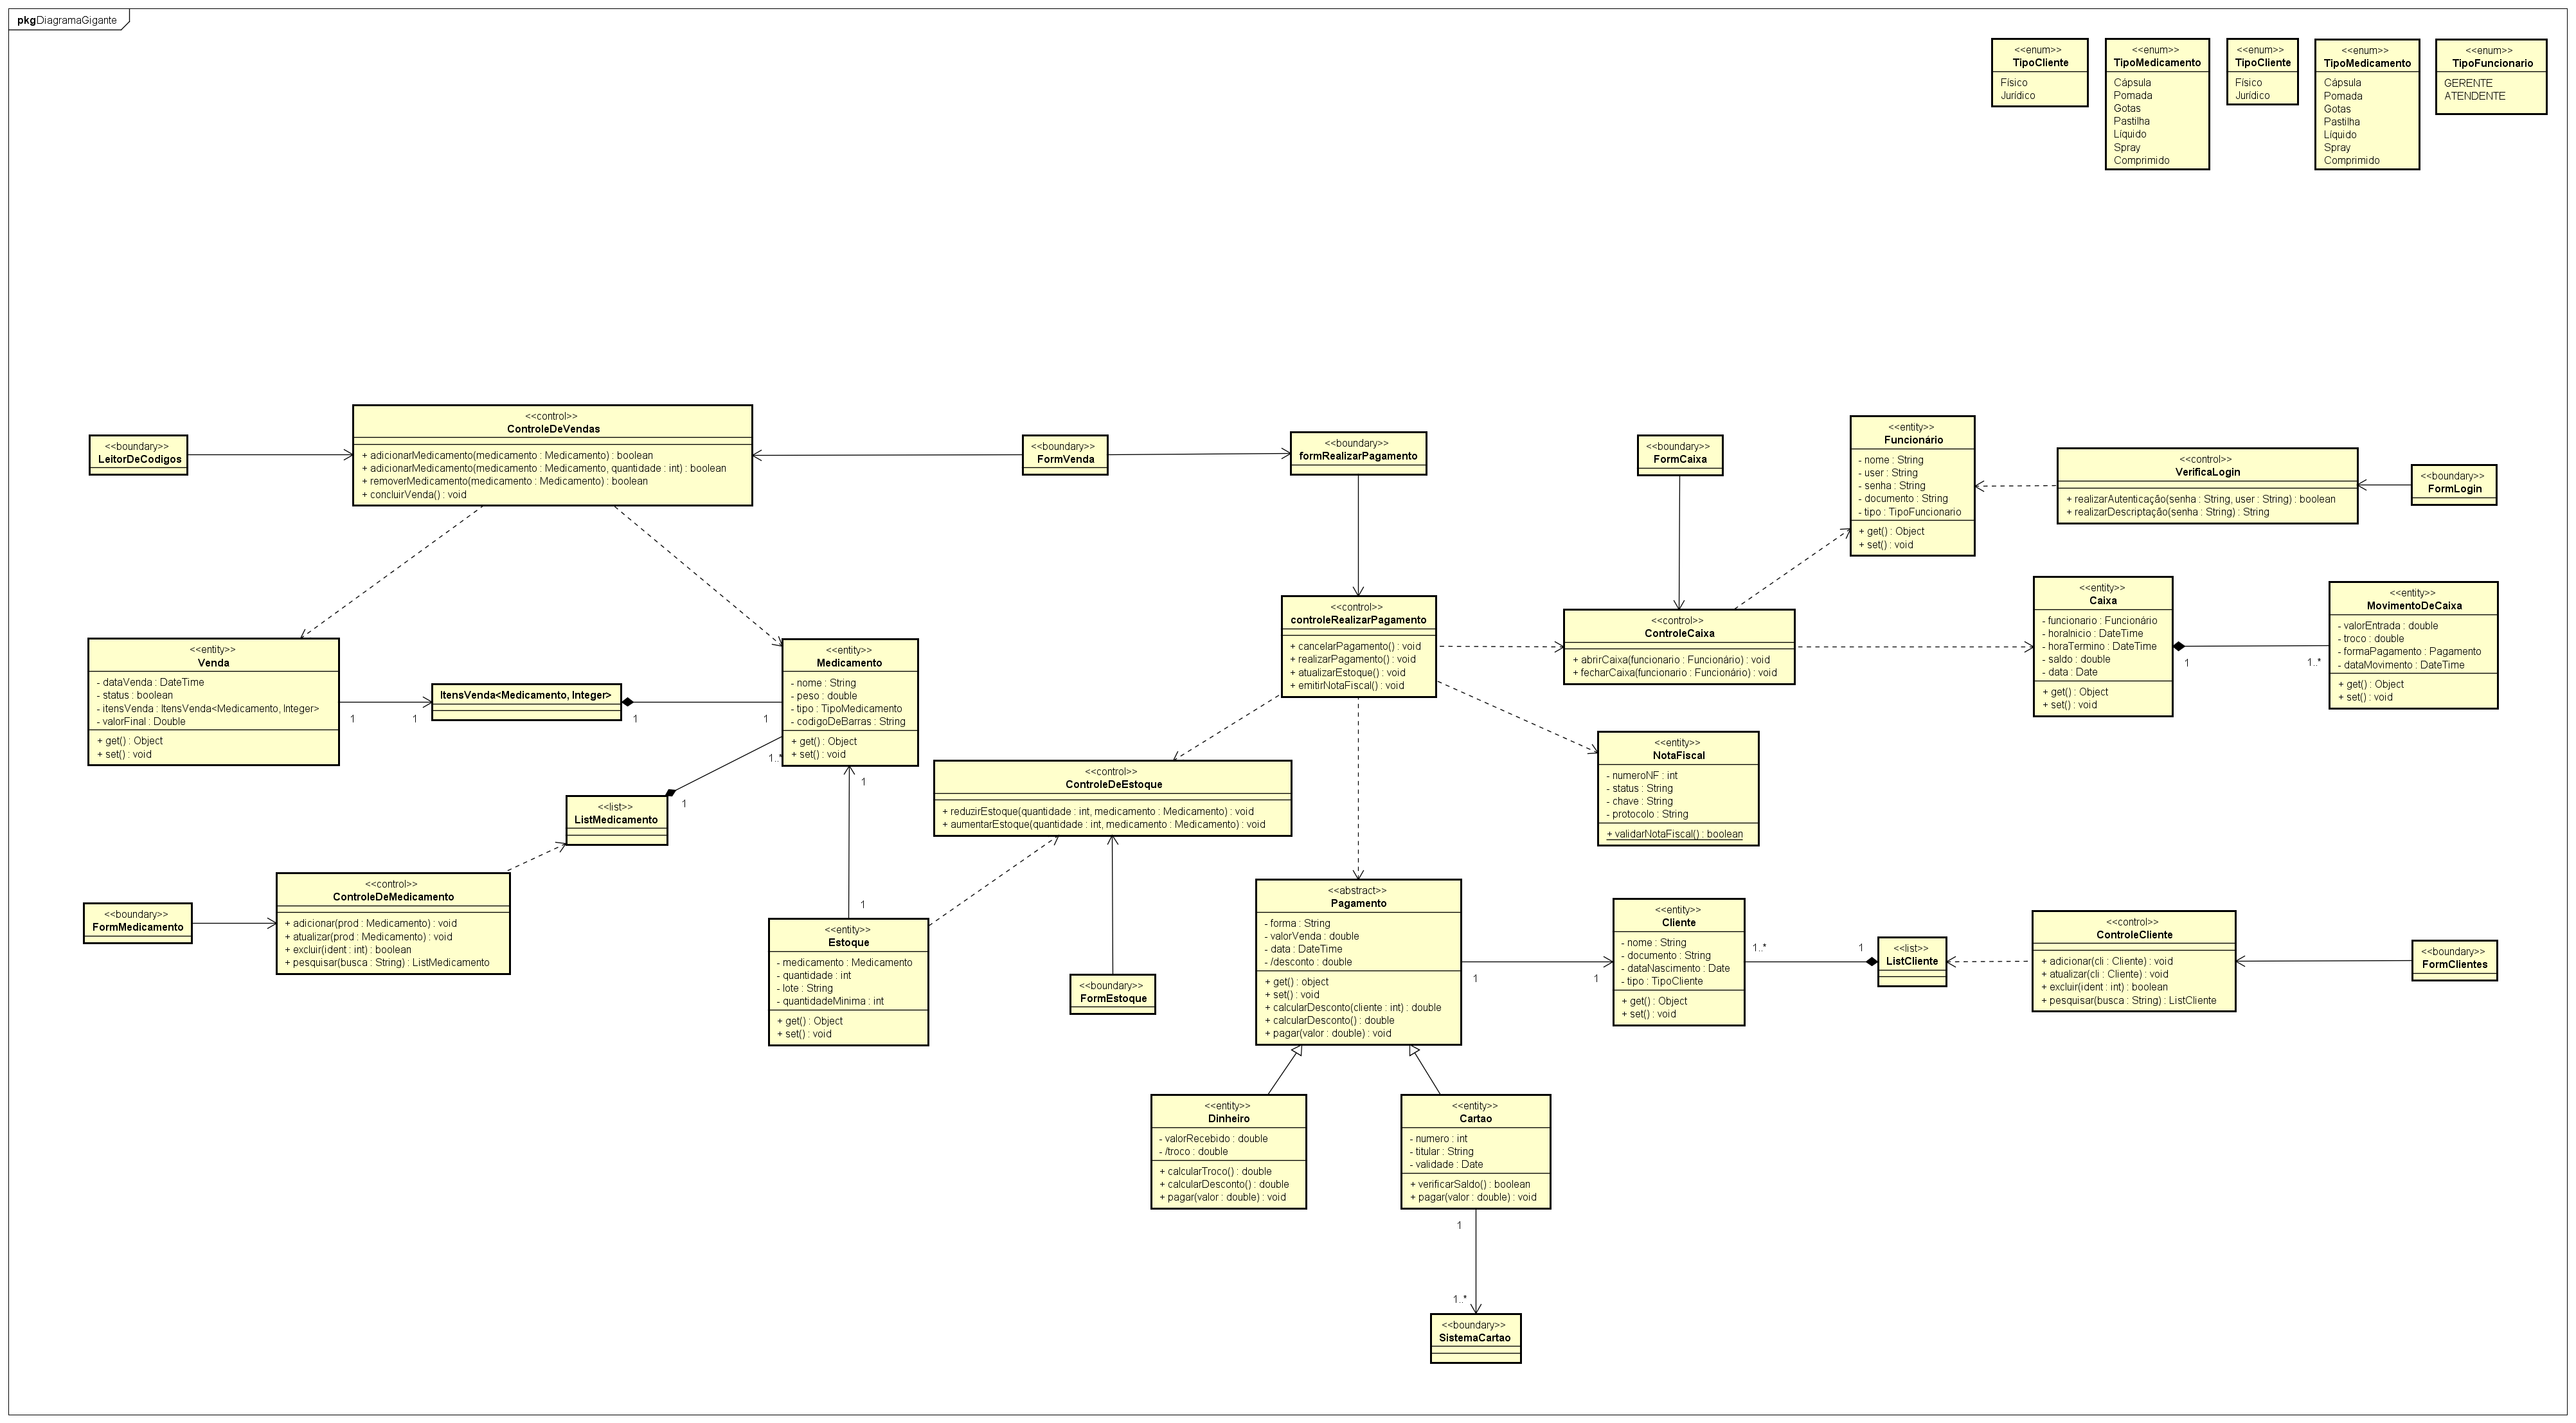 pkg DiagramaGigante
<<enum>>
TipoCliente
Físico
Jurídico
<<enum>>
TipoMedicamento
Cápsula
Pomada
Gotas
Pastilha
Líquido
Spray
Comprimido
<<enum>>
TipoCliente
Físico
Jurídico
<<enum>>
TipoMedicamento
Cápsula
Pomada
Gotas
Pastilha
Líquido
Spray
Comprimido
<<enum>>
TipoFuncionario
GERENTE
ATENDENTE
<<boundary>>
LeitorDeCodigos
<<control>>
ControleDeVendas
+ adicionarMedicamento(medicamento : Medicamento) : boolean
+ adicionarMedicamento(medicamento : Medicamento, quantidade : int) : boolean
+ removerMedicamento(medicamento : Medicamento) : boolean
+ concluirVenda() : void
<<boundary>>
FormVenda
<<boundary>>
formRealizarPagamento
<<boundary>>
FormCaixa
<<entity>>
Funcionário
- nome : String
- user : String
- senha : String
- documento : String
- tipo : TipoFuncionario
+ get() : Object
+ set() : void
<<control>>
VerificaLogin
+ realizarAutenticação(senha : String, user : String) : boolean
+ realizarDescriptação(senha : String) : String
<<boundary>>
FormLogin
<<entity>>
Venda
- dataVenda : DateTime
- status : boolean
- itensVenda : ItensVenda<Medicamento, Integer>
- valorFinal : Double
+ get() : Object
+ set() : void
1
1
ItensVenda<Medicamento, Integer>
1
1
<<entity>>
Medicamento
- nome : String
- peso : double
- tipo : TipoMedicamento
- codigoDeBarras : String
+ get() : Object
+ set() : void
<<control>>
controleRealizarPagamento
+ cancelarPagamento() : void
+ realizarPagamento() : void
+ atualizarEstoque() : void
+ emitirNotaFiscal() : void
<<control>>
ControleCaixa
+ abrirCaixa(funcionario : Funcionário) : void
+ fecharCaixa(funcionario : Funcionário) : void
<<entity>>
Caixa
- funcionario : Funcionário
- horaInicio : DateTime
- horaTermino : DateTime
- saldo : double
- data : Date
+ get() : Object
+ set() : void
1
1..*
<<entity>>
MovimentoDeCaixa
- valorEntrada : double
- troco : double
- formaPagamento : Pagamento
- dataMovimento : DateTime
+ get() : Object
+ set() : void
<<list>>
ListMedicamento
1
1..*
1
1
<<control>>
ControleDeEstoque
+ reduzirEstoque(quantidade : int, medicamento : Medicamento) : void
+ aumentarEstoque(quantidade : int, medicamento : Medicamento) : void
<<entity>>
NotaFiscal
- numeroNF : int
- status : String
- chave : String
- protocolo : String
+ validarNotaFiscal() : boolean
<<boundary>>
FormMedicamento
<<control>>
ControleDeMedicamento
+ adicionar(prod : Medicamento) : void
+ atualizar(prod : Medicamento) : void
+ excluir(ident : int) : boolean
+ pesquisar(busca : String) : ListMedicamento
<<entity>>
Estoque
- medicamento : Medicamento
- quantidade : int
- lote : String
- quantidadeMinima : int
+ get() : Object
+ set() : void
<<boundary>>
FormEstoque
<<abstract>>
Pagamento
- forma : String
- valorVenda : double
- data : DateTime
- /desconto : double
+ get() : object
+ set() : void
+ calcularDesconto(cliente : int) : double
+ calcularDesconto() : double
+ pagar(valor : double) : void
1
1
<<entity>>
Cliente
- nome : String
- documento : String
- dataNascimento : Date
- tipo : TipoCliente
+ get() : Object
+ set() : void
1..*
1
<<list>>
ListCliente
<<control>>
ControleCliente
+ adicionar(cli : Cliente) : void
+ atualizar(cli : Cliente) : void
+ excluir(ident : int) : boolean
+ pesquisar(busca : String) : ListCliente
<<boundary>>
FormClientes
<<entity>>
Dinheiro
- valorRecebido : double
- /troco : double
+ calcularTroco() : double
+ calcularDesconto() : double
+ pagar(valor : double) : void
<<entity>>
Cartao
- numero : int
- titular : String
- validade : Date
+ verificarSaldo() : boolean
+ pagar(valor : double) : void
1
1..*
<<boundary>>
SistemaCartao